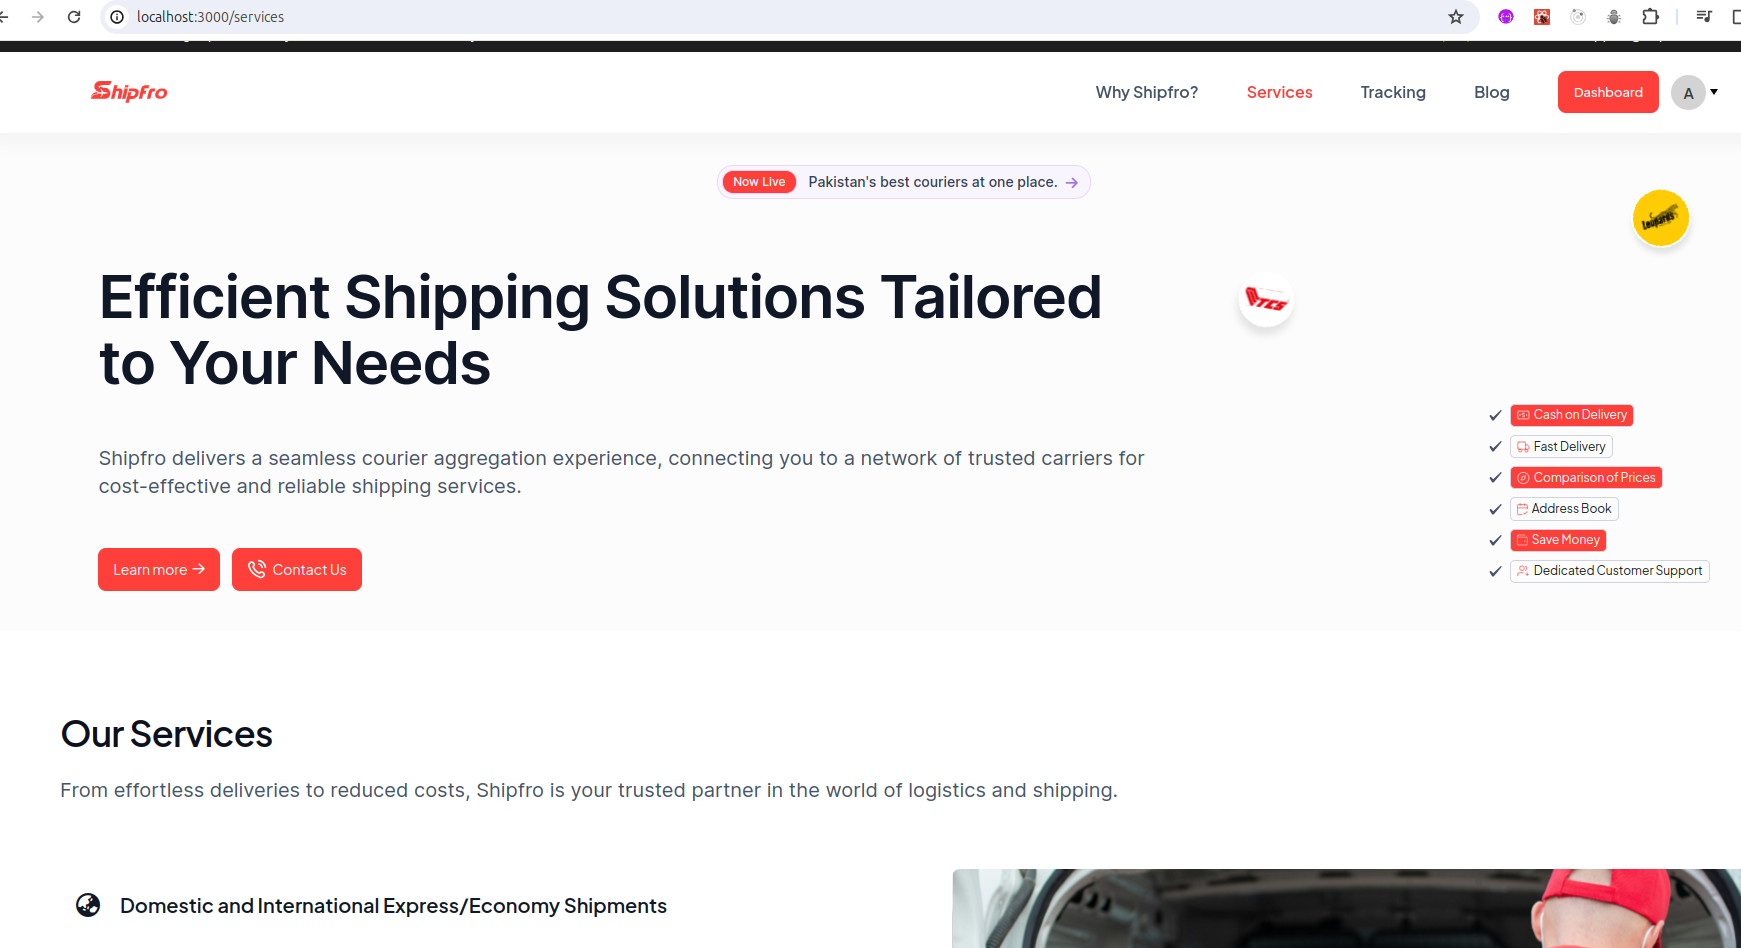 localhost:3000/services
Shipfro
Why Shipfro?
Services
Tracking
Blog
Dashboard
A
Now Live Pakistan's best couriers at one place.
Leopards
TCS
Efficient Shipping Solutions Tailored
to Your Needs
Shipfro delivers a seamless courier aggregation experience, connecting you to a network of trusted carriers for
cost-effective and reliable shipping services.
Learn more
Contact Us
Cash on Delivery
Fast Delivery
Comparison of Prices
Address Book
Save Money
Dedicated Customer Support
Our Services
From effortless deliveries to reduced costs, Shipfro is your trusted partner in the world of logistics and shipping.
Domestic and International Express/Economy Shipments